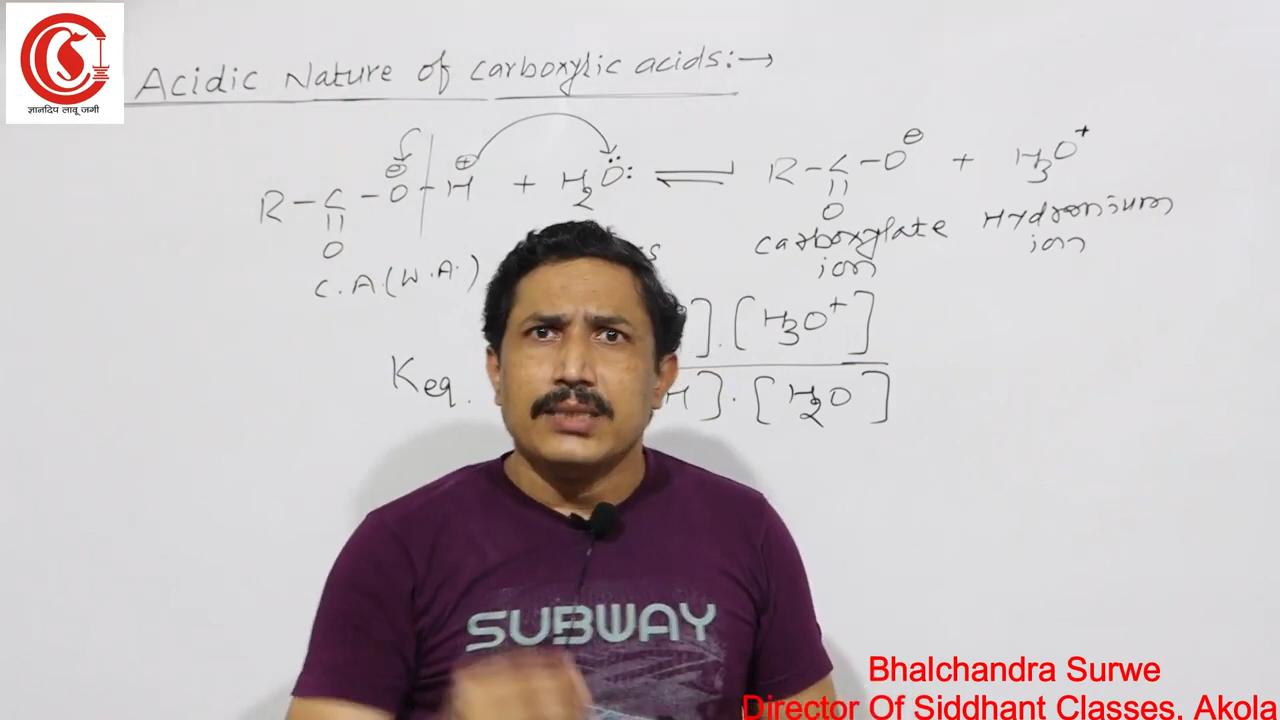 ज्ञानदिप लावू जगी
Acidic Nature of carboxylic acids:→
R – C – O – H + H2O: ⇌ R – C – O⊖ + H3O+
O O
C.A.(W.A.)
carboxylate Hydronium
ion ion
]. [H3O+]
Keq.
H]. [H2O]
SUBWAY
Bhalchandra Surwe
Director Of Siddhant Classes, Akola